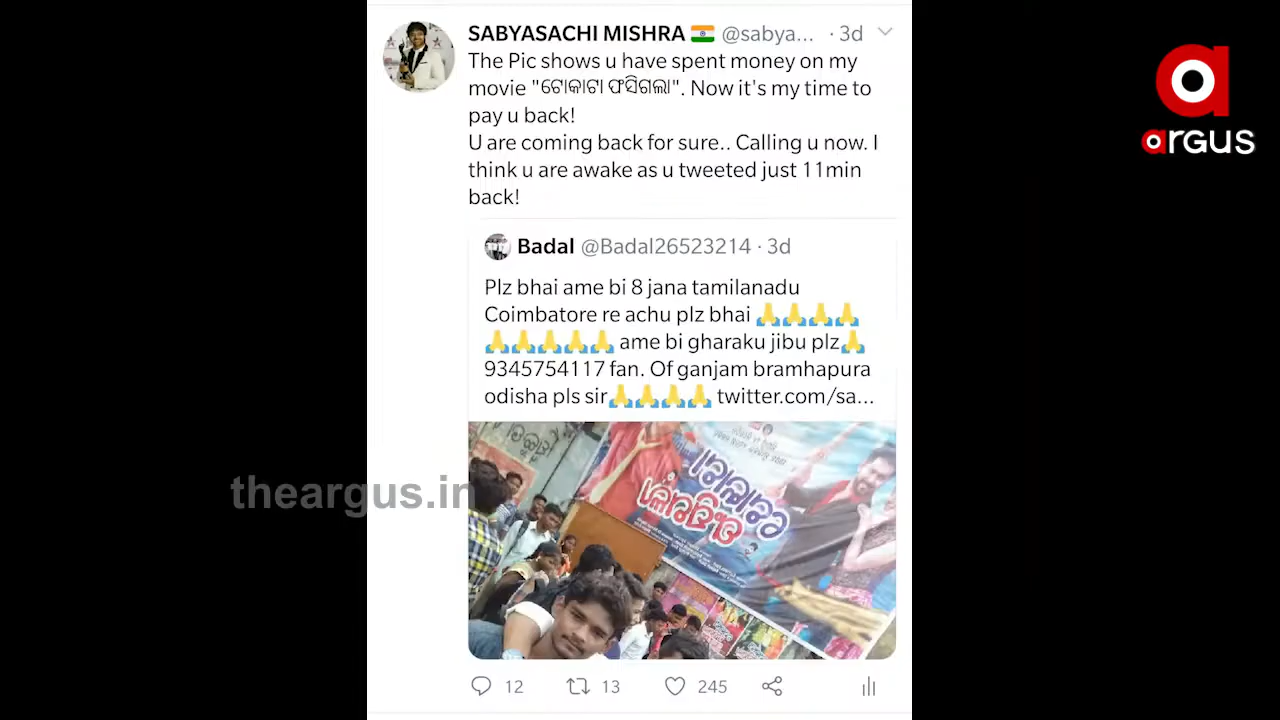 SABYASACHI MISHRA 🇮🇳 @sabya... · 3d
The Pic shows u have spent money on my
movie "ଟୋକାଟା ଫସିଗଲା". Now it's my time to
pay u back!
U are coming back for sure.. Calling u now. I
think u are awake as u tweeted just 11min
back!
Badal @Badal26523214 · 3d
Plz bhai ame bi 8 jana tamilanadu
Coimbatore re achu plz bhai 🙏🙏🙏🙏
🙏🙏🙏🙏🙏 ame bi gharaku jibu plz🙏
9345754117 fan. Of ganjam bramhapura
odisha pls sir🙏🙏🙏🙏 twitter.com/sa...
12 13 245
argus
theargus.in